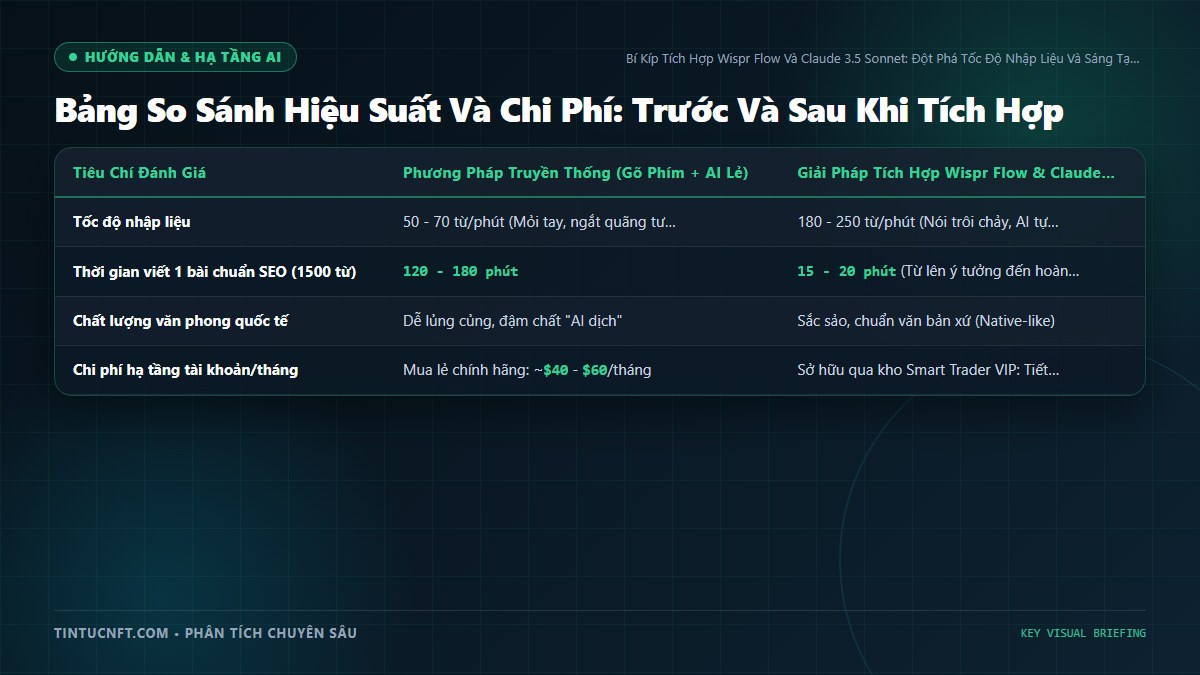 HƯỚNG DẪN & HẠ TẦNG AI
Bí Kíp Tích Hợp Wispr Flow Và Claude 3.5 Sonnet: Đột Phá Tốc Độ Nhập Liệu Và Sáng Tạ...
Bảng So Sánh Hiệu Suất Và Chi Phí: Trước Và Sau Khi Tích Hợp
Tiêu Chí Đánh Giá
Phương Pháp Truyền Thống (Gõ Phím + AI Lẻ)
Giải Pháp Tích Hợp Wispr Flow & Claude...
Tốc độ nhập liệu
50 - 70 từ/phút (Mỏi tay, ngắt quãng tư...
180 - 250 từ/phút (Nói trôi chảy, AI tự...
Thời gian viết 1 bài chuẩn SEO (1500 từ)
120 - 180 phút
15 - 20 phút (Từ lên ý tưởng đến hoàn...
Chất lượng văn phong quốc tế
Dễ lủng củng, đậm chất "AI dịch"
Sắc sảo, chuẩn văn bản xứ (Native-like)
Chi phí hạ tầng tài khoản/tháng
Mua lẻ chính hãng: ~$40 - $60/tháng
Sở hữu qua kho Smart Trader VIP: Tiết...
TINTUCNFT.COM • PHÂN TÍCH CHUYÊN SÂU
KEY VISUAL BRIEFING